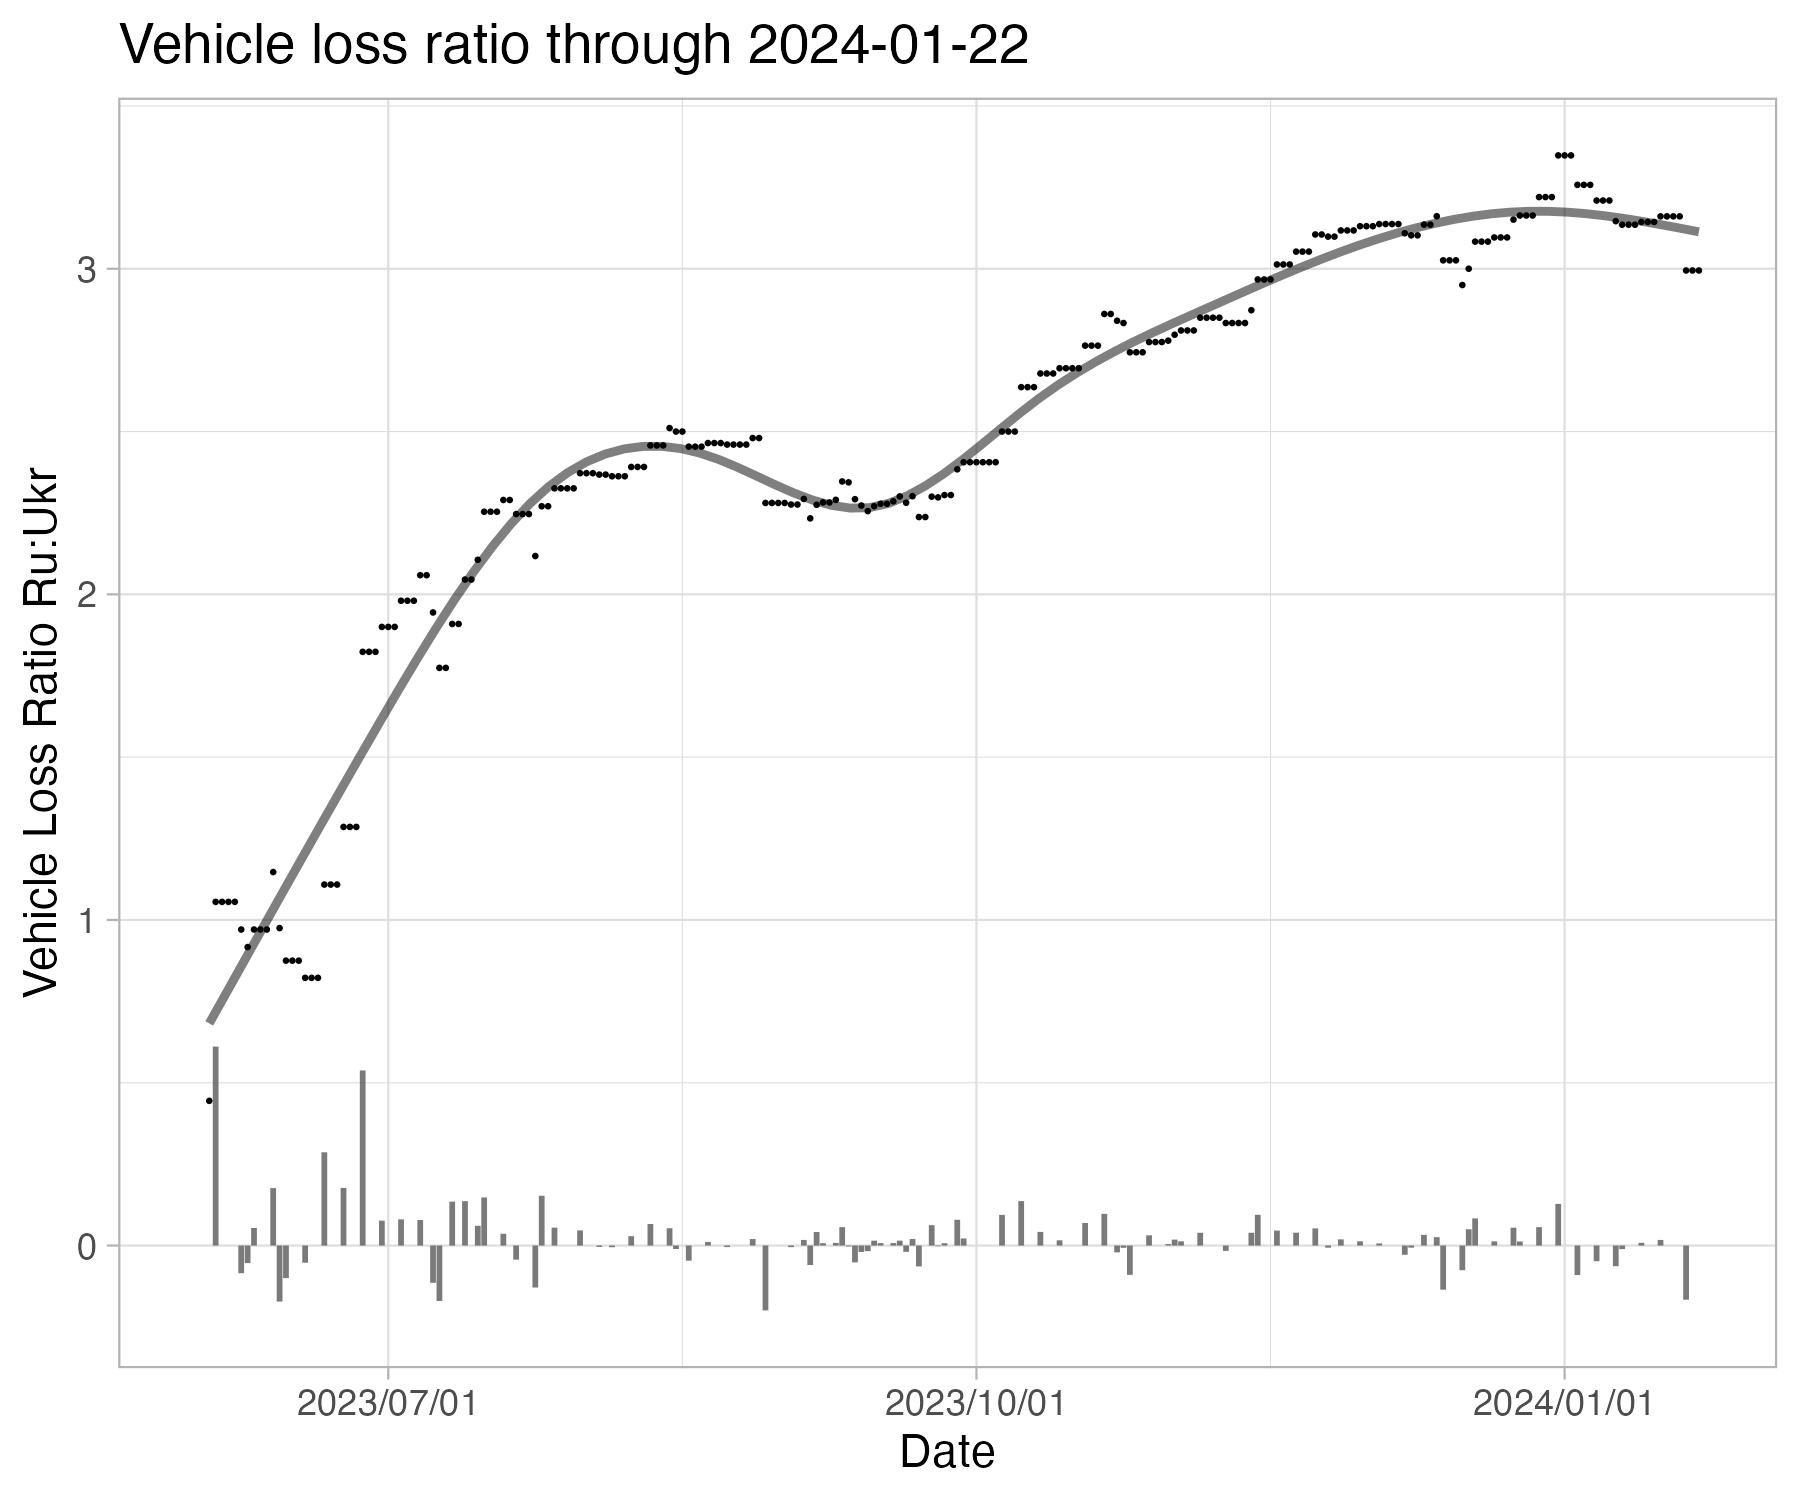 Vehicle loss ratio through 2024-01-22
Vehicle Loss Ratio Ru:Ukr
3
2
1
0
2023/07/01
2023/10/01
2024/01/01
Date